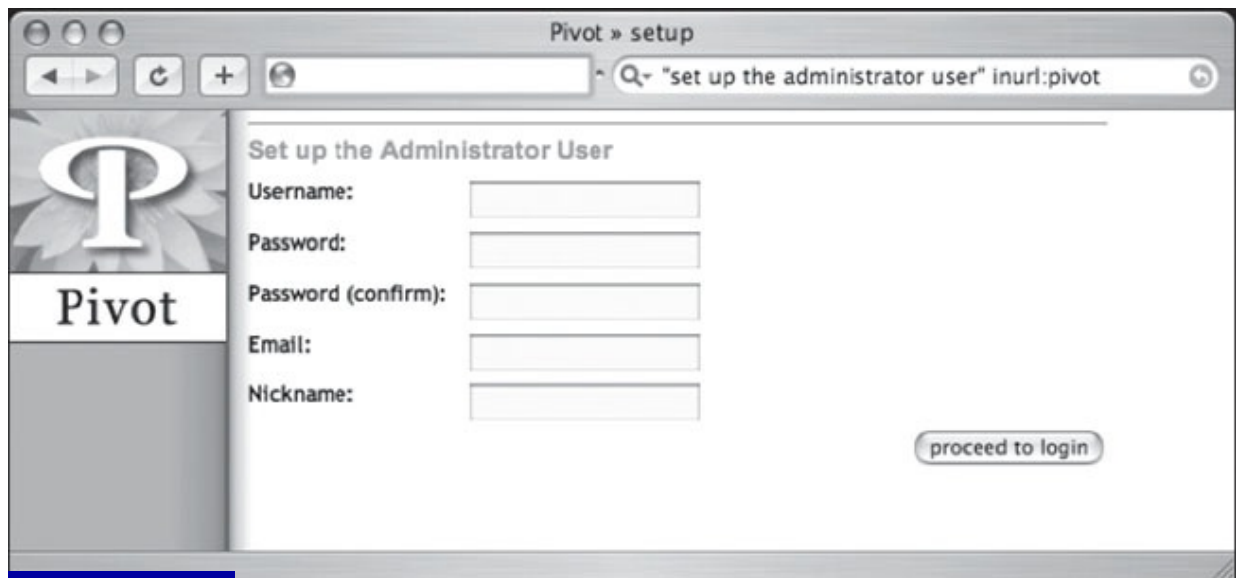 Pivot » setup
"set up the administrator user" inurl:pivot
Set up the Administrator User
Username:
Password:
Password (confirm):
Email:
Nickname:
Pivot
proceed to login